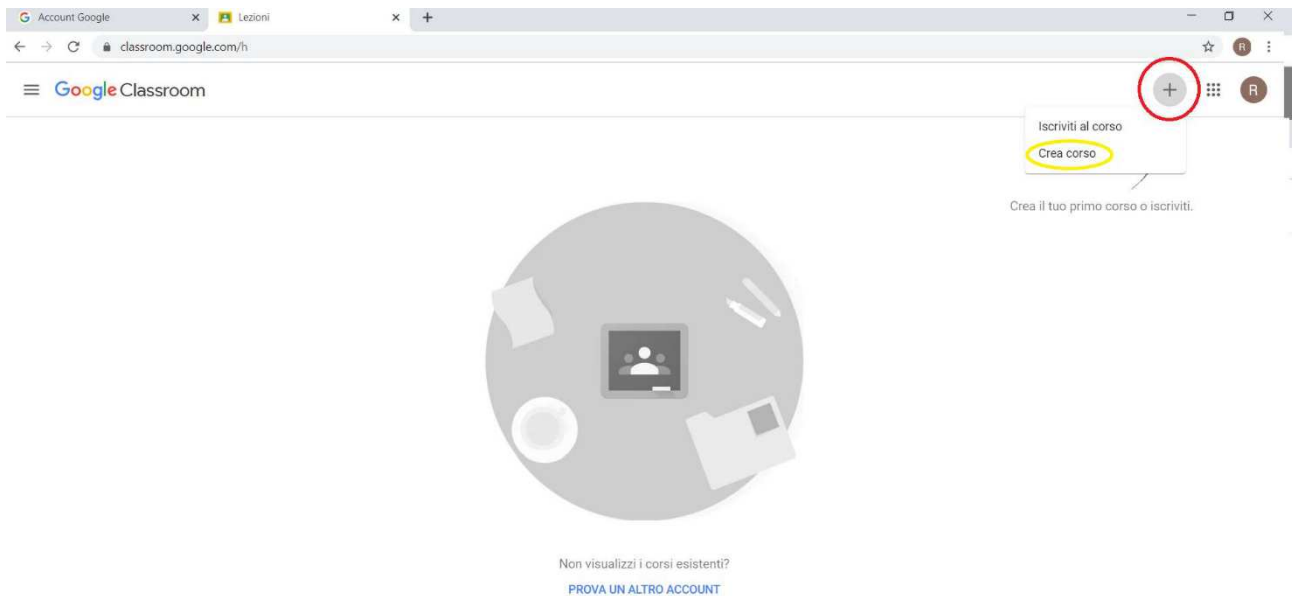 Account Google
Lezioni
classroom.google.com/h
R
Google Classroom
R
Iscriviti al corso
Crea corso
Crea il tuo primo corso o iscriviti.
Non visualizzi i corsi esistenti?
PROVA UN ALTRO ACCOUNT